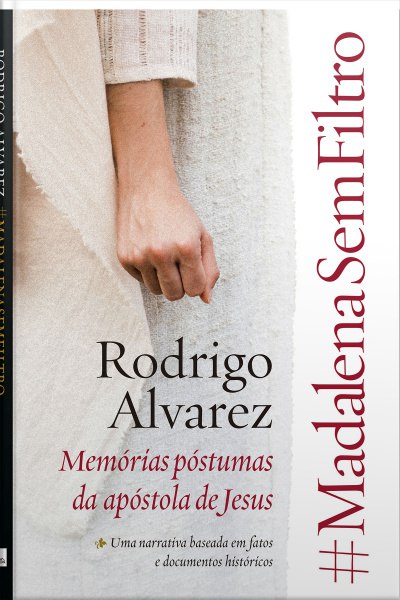 #MadalenaSemFiltro
Rodrigo
Alvarez
Memórias póstumas
da apóstola de Jesus
Uma narrativa baseada em fatos
e documentos históricos
RODRIGO ALVAREZ #MADALENASEMFILTRO